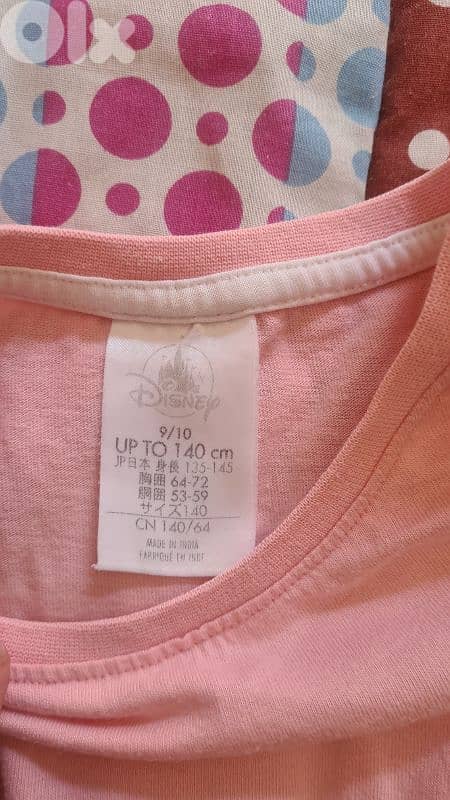 OLX
Disney
9/10
UP TO 140 cm
JP日本 身長 135-145
胸囲 64-72
胴囲 53-59
サイズ140
CN 140/64
MADE IN INDIA
FABRIQUÉ EN INDE